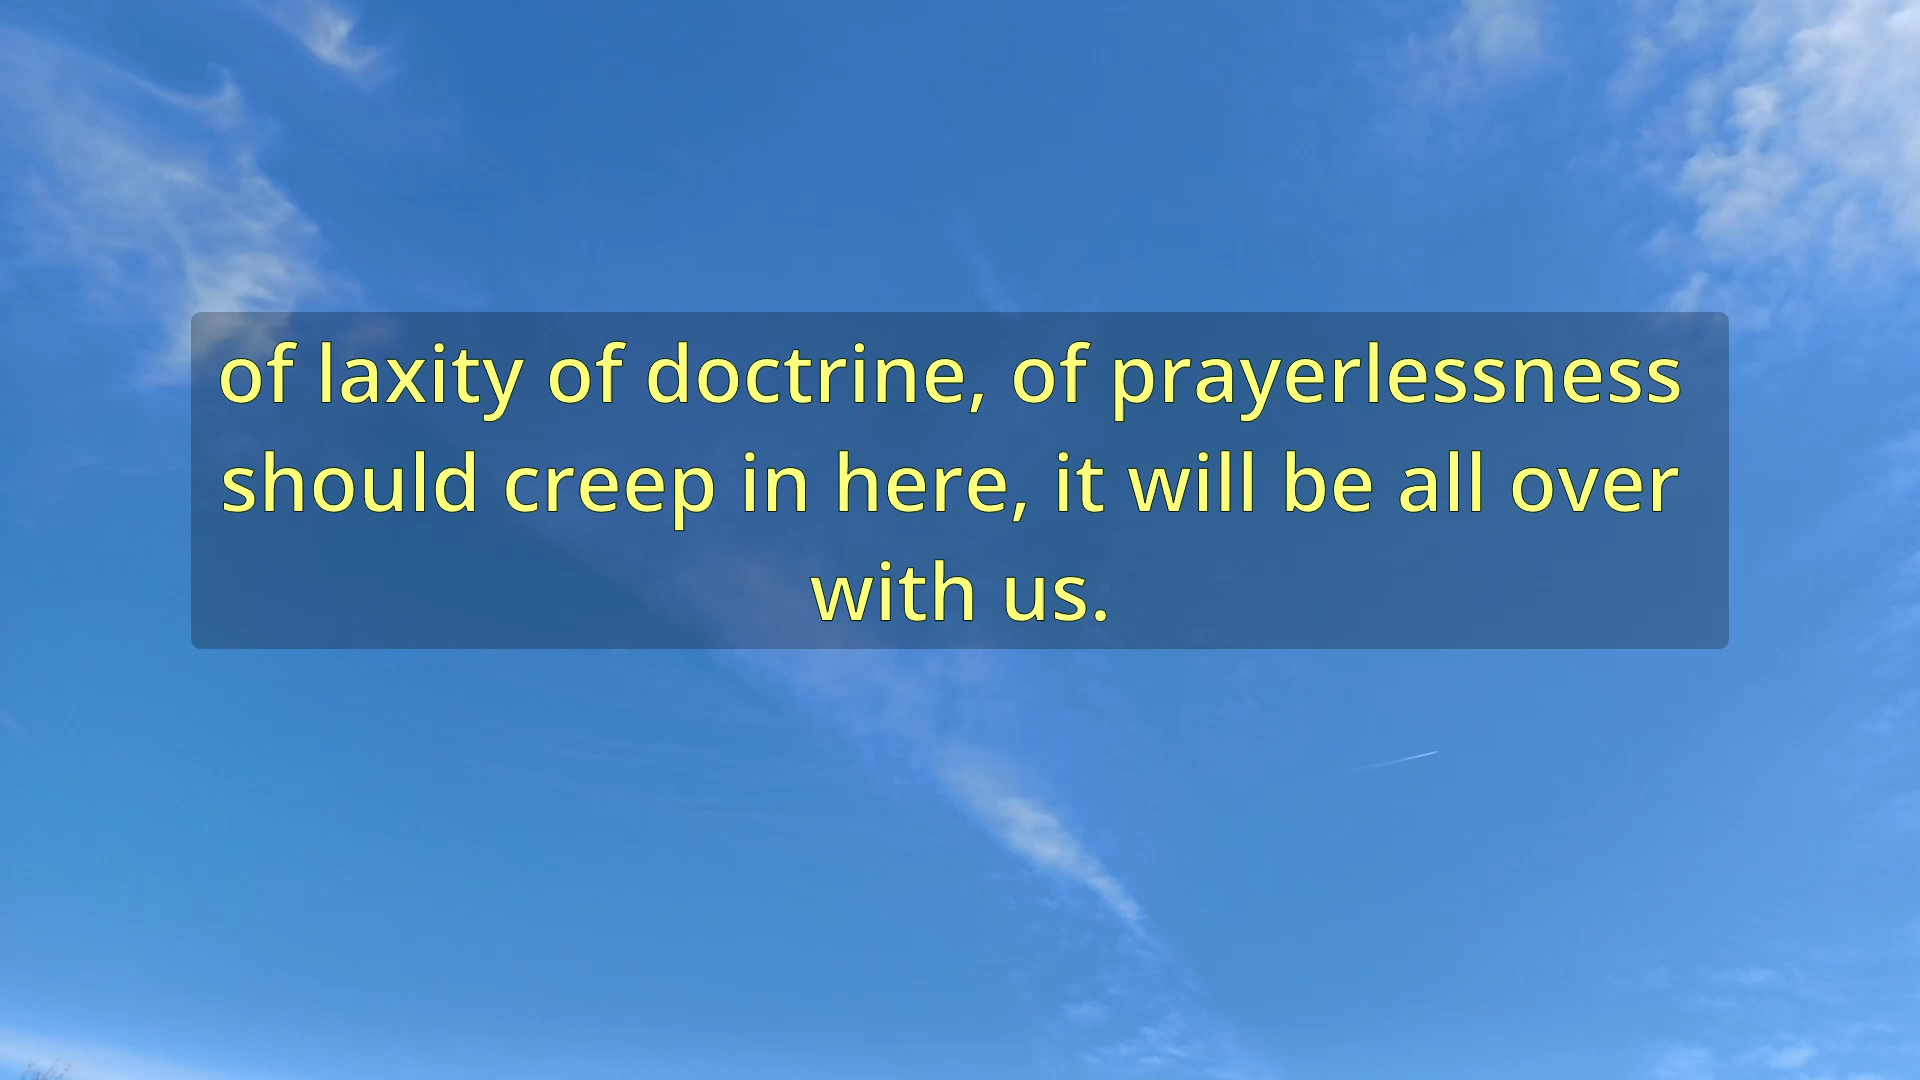 of laxity of doctrine, of prayerlessness
should creep in here, it will be all over
with us.